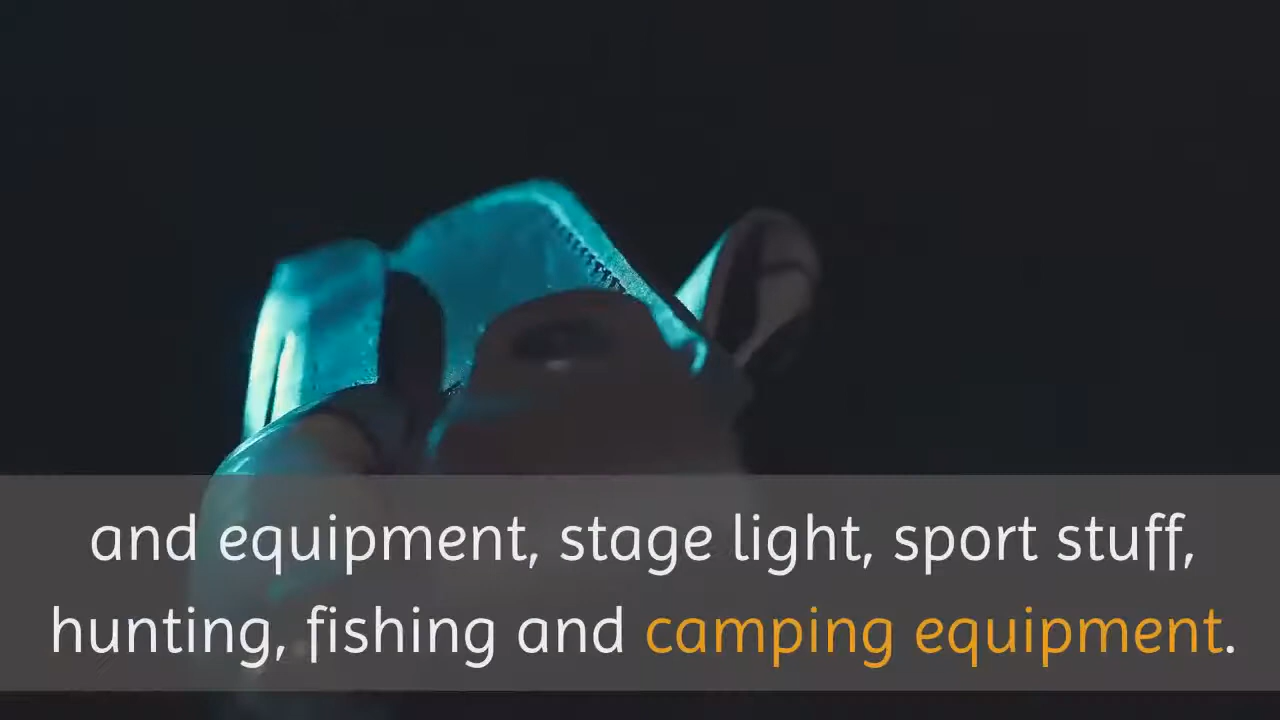 and equipment, stage light, sport stuff,
hunting, fishing and camping equipment.